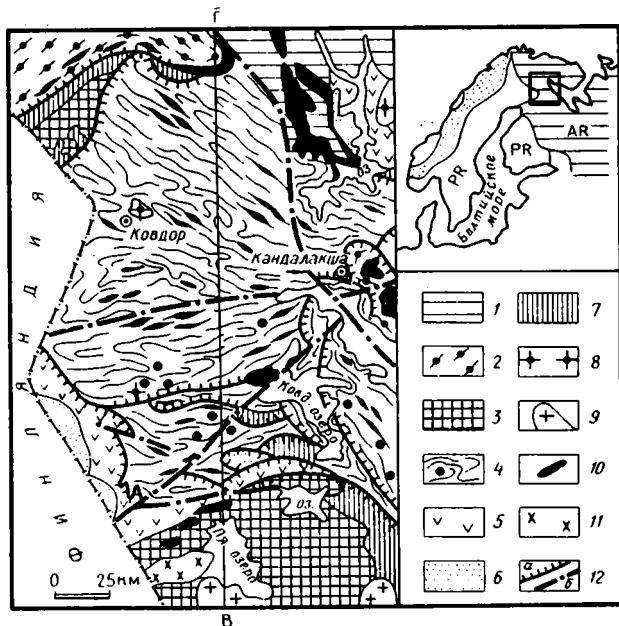 Г
оз.
Ковдор
Кандалакша
ФИНЛЯНДИЯ
Ковд. озеро
А
оз.
Пя озеро
0 25км
В
AR
PR
PR
Балтийское
море
1
2
3
4
5
6
7
8
9
10
11
а
б
12